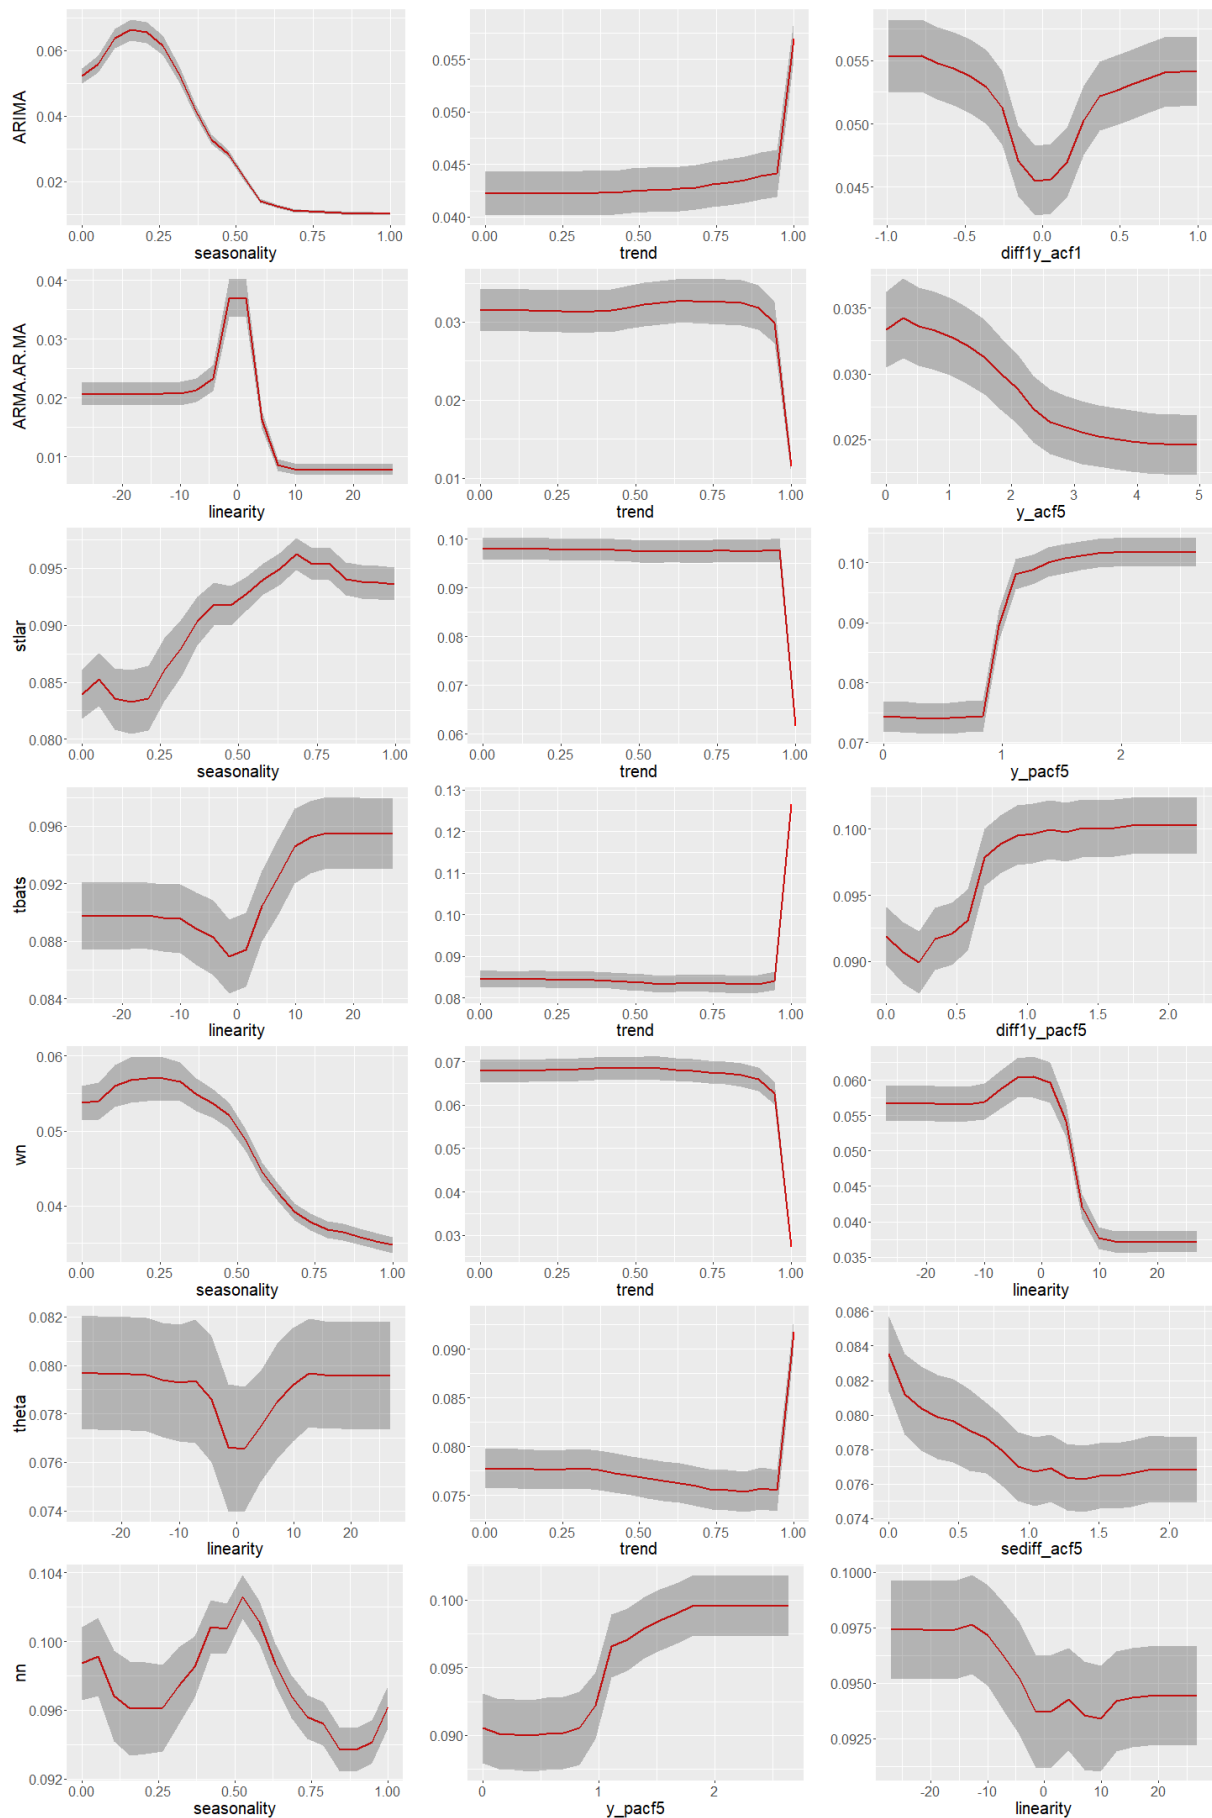 ARIMA
0.06
0.04
0.02
0.00 0.25 0.50 0.75 1.00
seasonality
0.055
0.050
0.045
0.040
0.00 0.25 0.50 0.75 1.00
trend
0.055
0.050
0.045
-1.0 -0.5 0.0 0.5 1.0
diff1y_acf1
ARMA.AR.MA
0.04
0.03
0.02
0.01
-20 -10 0 10 20
linearity
0.03
0.02
0.01
0.00 0.25 0.50 0.75 1.00
trend
0.035
0.030
0.025
0 1 2 3 4 5
y_acf5
stlar
0.095
0.090
0.085
0.080
0.00 0.25 0.50 0.75 1.00
seasonality
0.10
0.09
0.08
0.07
0.06
0.00 0.25 0.50 0.75 1.00
trend
0.10
0.09
0.08
0.07
0 1 2
y_pacf5
tbats
0.096
0.092
0.088
0.084
-20 -10 0 10 20
linearity
0.13
0.12
0.11
0.10
0.09
0.08
0.00 0.25 0.50 0.75 1.00
trend
0.100
0.095
0.090
0.0 0.5 1.0 1.5 2.0
diff1y_pacf5
wn
0.06
0.05
0.04
0.00 0.25 0.50 0.75 1.00
seasonality
0.07
0.06
0.05
0.04
0.03
0.00 0.25 0.50 0.75 1.00
trend
0.060
0.055
0.050
0.045
0.040
0.035
-20 -10 0 10 20
linearity
theta
0.082
0.080
0.078
0.076
0.074
-20 -10 0 10 20
linearity
0.090
0.085
0.080
0.075
0.00 0.25 0.50 0.75 1.00
trend
0.086
0.084
0.082
0.080
0.078
0.076
0.074
0.0 0.5 1.0 1.5 2.0
sediff_acf5
nn
0.104
0.100
0.096
0.092
0.00 0.25 0.50 0.75 1.00
seasonality
0.100
0.095
0.090
0 1 2
y_pacf5
0.1000
0.0975
0.0950
0.0925
-20 -10 0 10 20
linearity